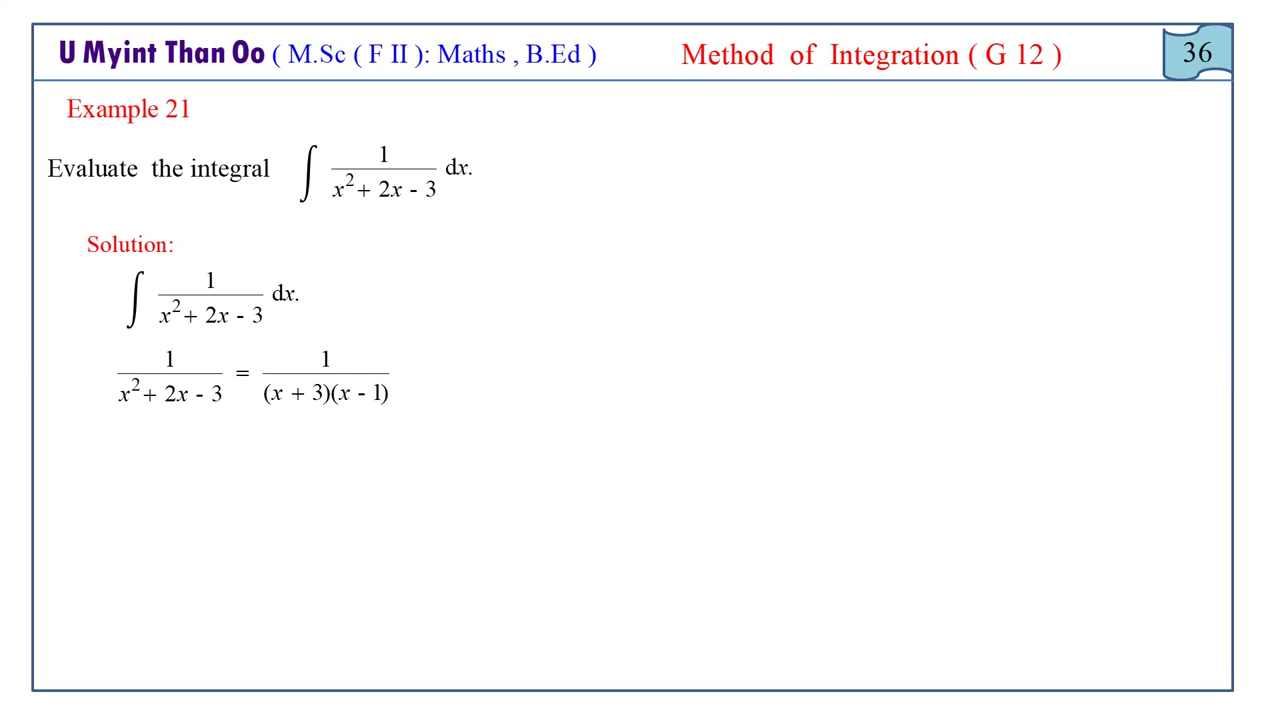 U Myint Than Oo ( M.Sc ( F II ): Maths , B.Ed ) Method of Integration ( G 12 ) 36
Example 21
Evaluate the integral ∫ 1/(x² + 2x - 3) dx.
Solution:
∫ 1/(x² + 2x - 3) dx.
1/(x² + 2x - 3) = 1/((x + 3)(x - 1))